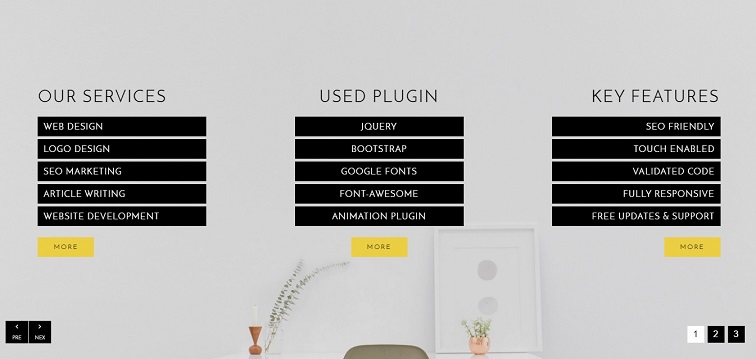 OUR SERVICES
WEB DESIGN
LOGO DESIGN
SEO MARKETING
ARTICLE WRITING
WEBSITE DEVELOPMENT
MORE
USED PLUGIN
JQUERY
BOOTSTRAP
GOOGLE FONTS
FONT-AWESOME
ANIMATION PLUGIN
MORE
KEY FEATURES
SEO FRIENDLY
TOUCH ENABLED
VALIDATED CODE
FULLY RESPONSIVE
FREE UPDATES & SUPPORT
MORE
‹ ›
PRE NEX
1 2 3